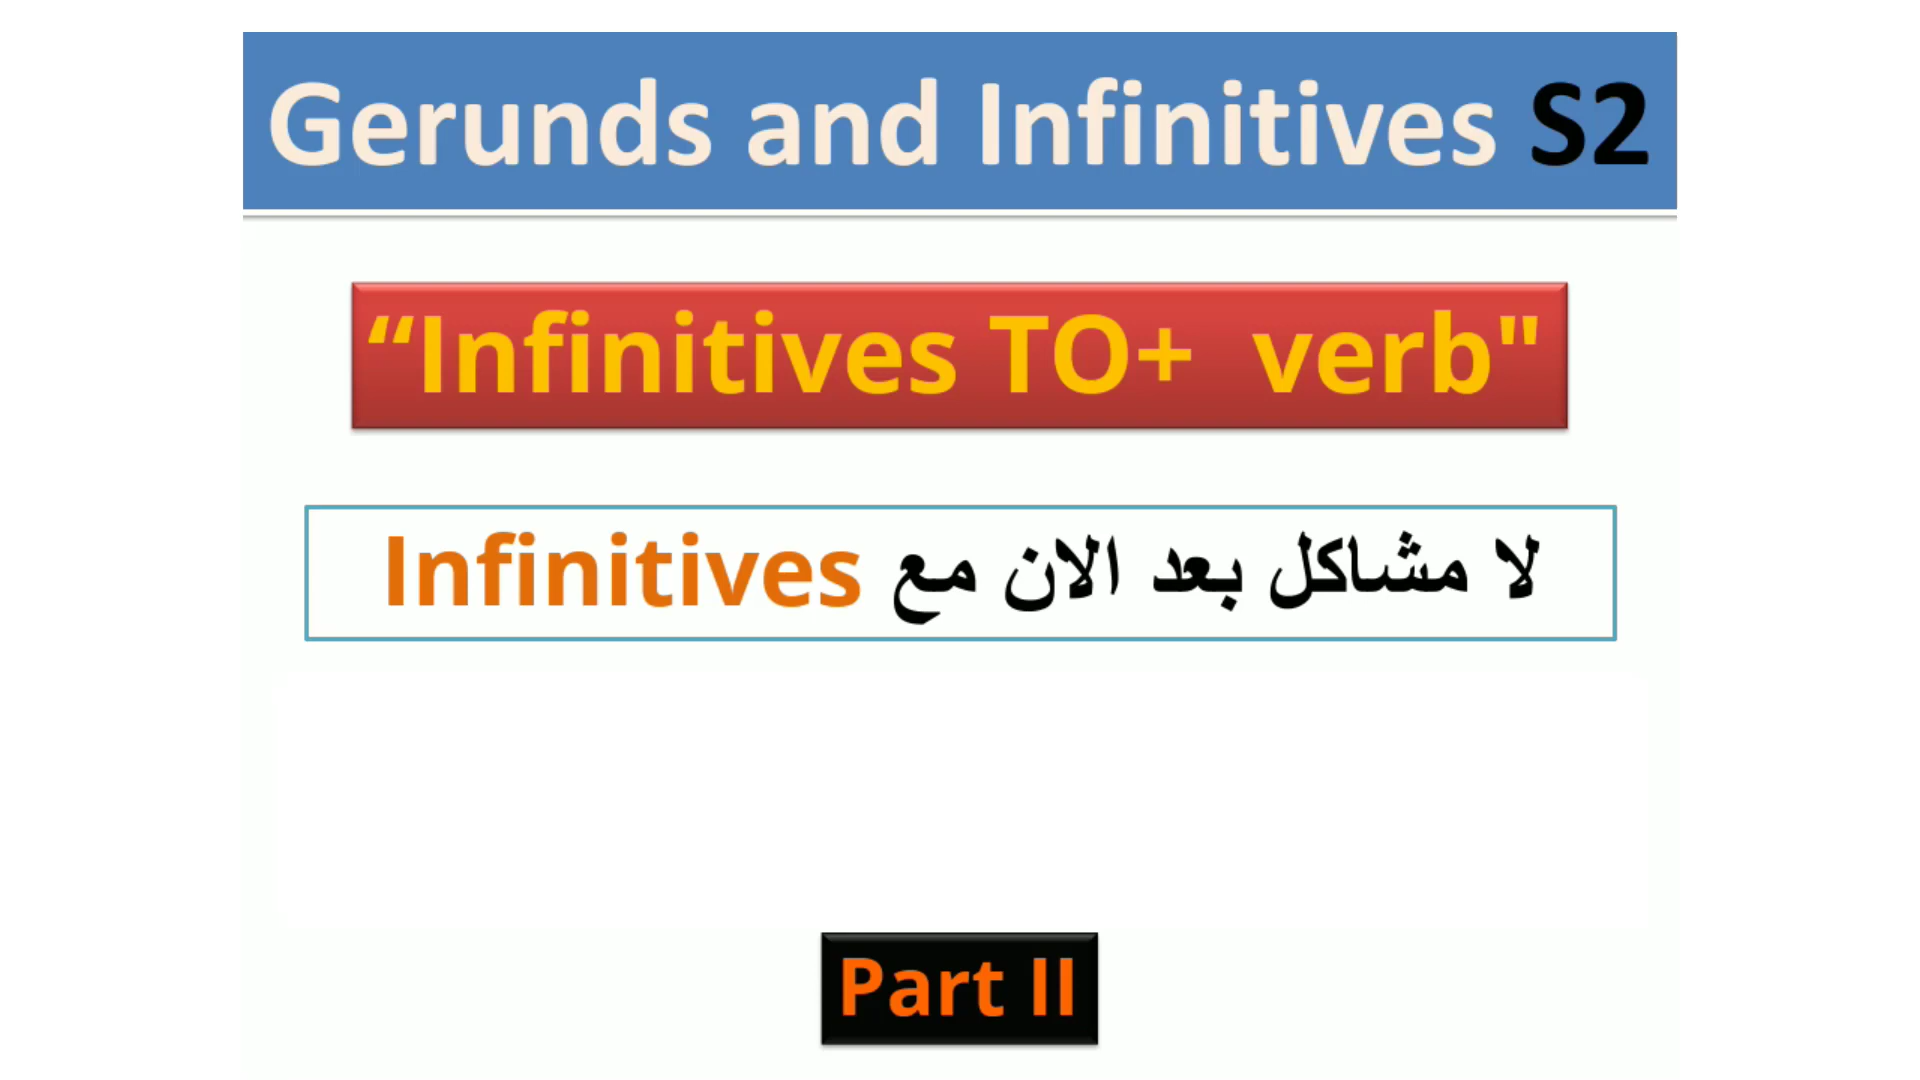 Gerunds and Infinitives S2
“Infinitives TO+ verb"
لا مشاكل بعد الان مع Infinitives
Part II